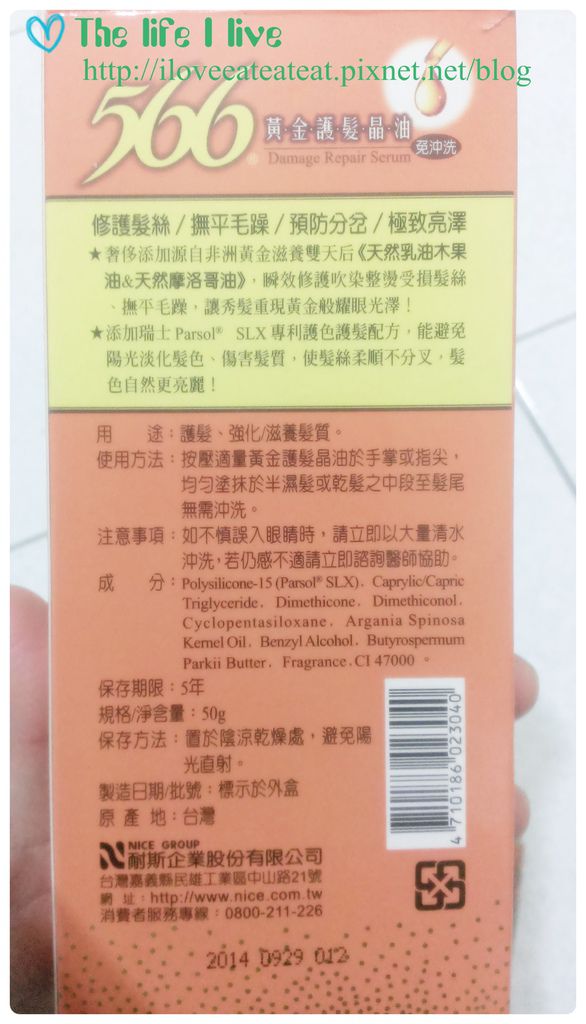 The life I live
http://iloveeateateat.pixnet.net/blog
566® 黃·金·護·髮·晶·油 免沖洗
Damage Repair Serum
修護髮絲/撫平毛躁/預防分岔/極致亮澤
★奢侈添加源自非洲黃金滋養雙天后《天然乳油木果
油&天然摩洛哥油》，瞬效修護吹染整燙受損髮絲
、撫平毛躁，讓秀髮重現黃金般耀眼光澤！
★添加瑞士Parsol® SLX專利護色護髮配方，能避免
陽光淡化髮色、傷害髮質，使髮絲柔順不分叉，髮
色自然更亮麗！
用 途：護髮、強化/滋養髮質。
使用方法：按壓適量黃金護髮晶油於手掌或指尖，
均勻塗抹於半濕髮或乾髮之中段至髮尾
無需沖洗。
注意事項：如不慎誤入眼睛時，請立即以大量清水
沖洗，若仍感不適請立即諮詢醫師協助。
成 分：Polysilicone-15 (Parsol® SLX)、Caprylic/Capric
Triglyceride、Dimethicone、Dimethiconol、
Cyclopentasiloxane、Argania Spinosa
Kernel Oil、Benzyl Alcohol、Butyrospermum
Parkii Butter、Fragrance、CI 47000。
保存期限：5年
規格/淨含量：50g
保存方法：置於陰涼乾燥處，避免陽
光直射。
製造日期/批號：標示於外盒
原 產 地：台灣
NICE GROUP
耐斯企業股份有限公司
台灣嘉義縣民雄工業區中山路21號
網 址：http://www.nice.com.tw
消費者服務專線：0800-211-226
4 710186 023040
2014 0929 012